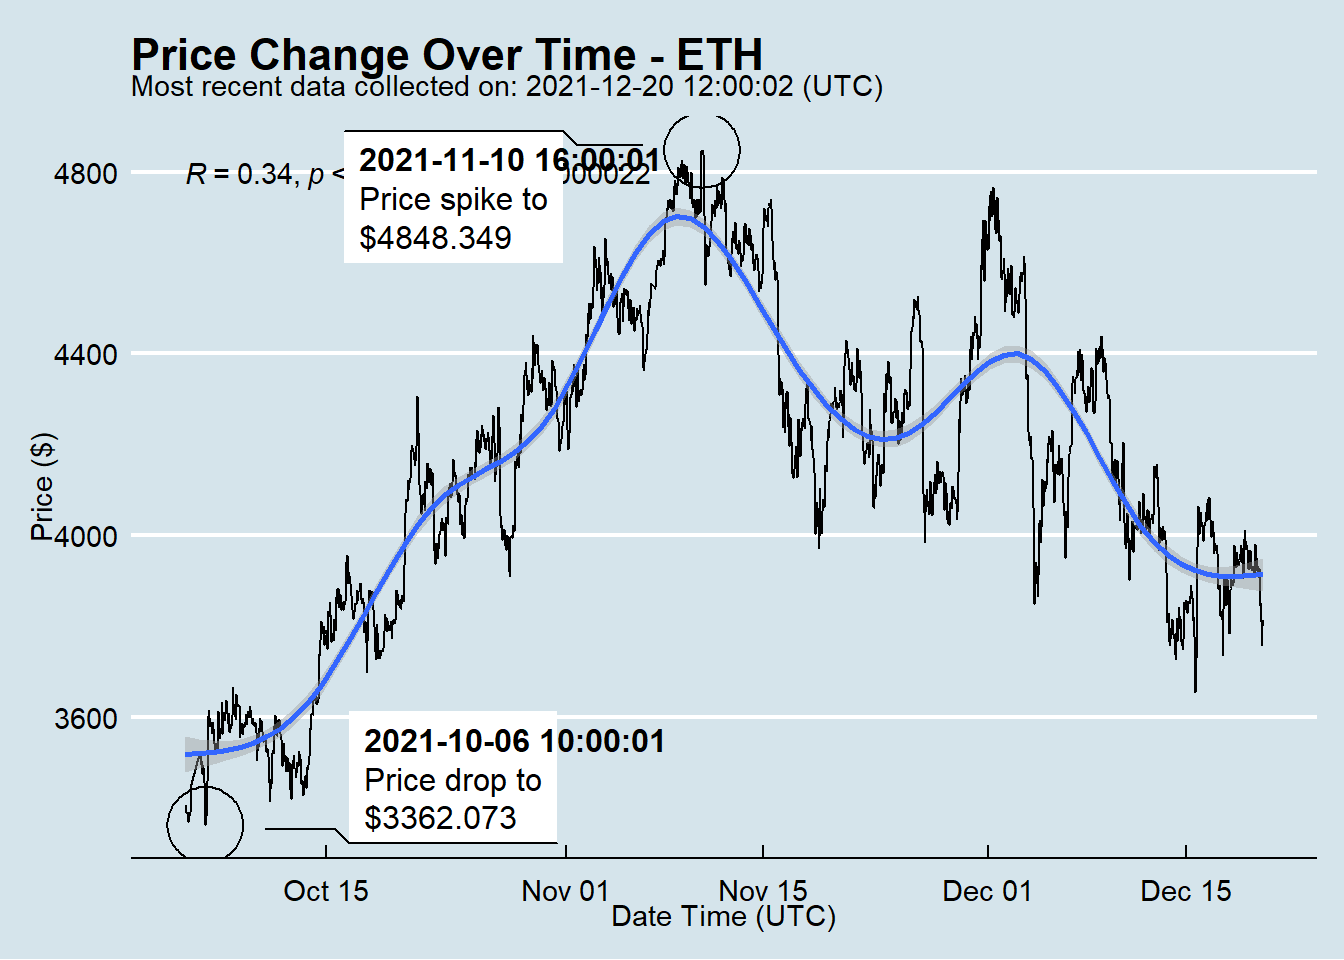 Price Change Over Time - ETH
Most recent data collected on: 2021-12-20 12:00:02 (UTC)
R = 0.34, p <
2021-11-10 16:00:01
Price spike to
$4848.349
4800
4400
4000
3600
Price ($)
2021-10-06 10:00:01
Price drop to
$3362.073
Oct 15 Nov 01 Nov 15 Dec 01 Dec 15
Date Time (UTC)